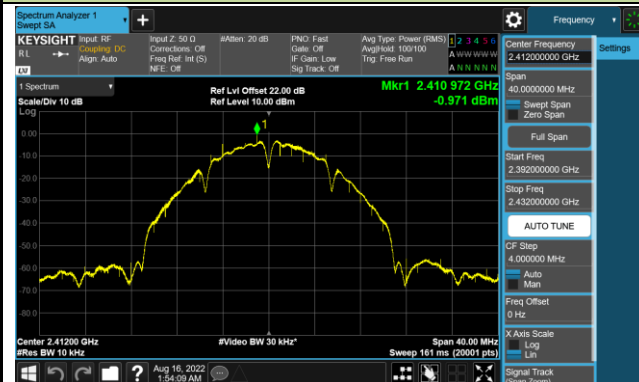 Spectrum Analyzer 1
Swept SA
+
Frequency
KEYSIGHT
RL
LXI
Input: RF
Coupling: DC
Align: Auto
Input Z: 50 Ω
Corrections: Off
Freq Ref: Int (S)
NFE: Off
#Atten: 20 dB
PNO: Fast
Gate: Off
IF Gain: Low
Sig Track: Off
Avg Type: Power (RMS)
Avg|Hold: 100/100
Trig: Free Run
1 2 3 4 5 6
A W W W W W
A N N N N N
1 Spectrum
Scale/Div 10 dB
Log
Ref Lvl Offset 22.00 dB
Ref Level 10.00 dBm
Mkr1 2.410 972 GHz
-0.971 dBm
1
0.00
-10.0
-20.0
-30.0
-40.0
-50.0
-60.0
-70.0
-80.0
Center 2.41200 GHz
#Res BW 10 kHz
#Video BW 30 kHz*
Span 40.00 MHz
Sweep 161 ms (20001 pts)
Aug 16, 2022
1:54:09 AM
?
Center Frequency
2.412000000 GHz
Span
40.0000000 MHz
Swept Span
Zero Span
Full Span
Start Freq
2.392000000 GHz
Stop Freq
2.432000000 GHz
AUTO TUNE
CF Step
4.000000 MHz
Auto
Man
Freq Offset
0 Hz
X Axis Scale
Log
Lin
Signal Track
(Span Zoom)
Settings